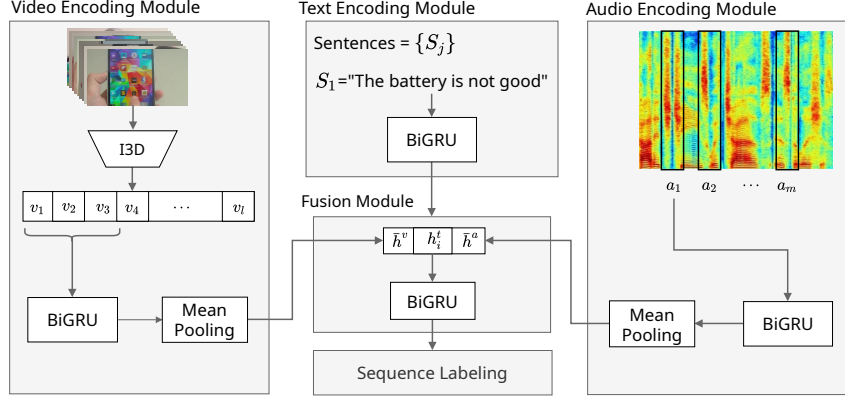 Video Encoding Module
I3D
v_1 v_2 v_3 v_4 ... v_l
BiGRU
Mean
Pooling
Text Encoding Module
Sentences = {S_j}
S_1="The battery is not good"
BiGRU
Fusion Module
h̄^v h_i^t h̄^a
BiGRU
Sequence Labeling
Audio Encoding Module
a_1 a_2 ... a_m
BiGRU
Mean
Pooling